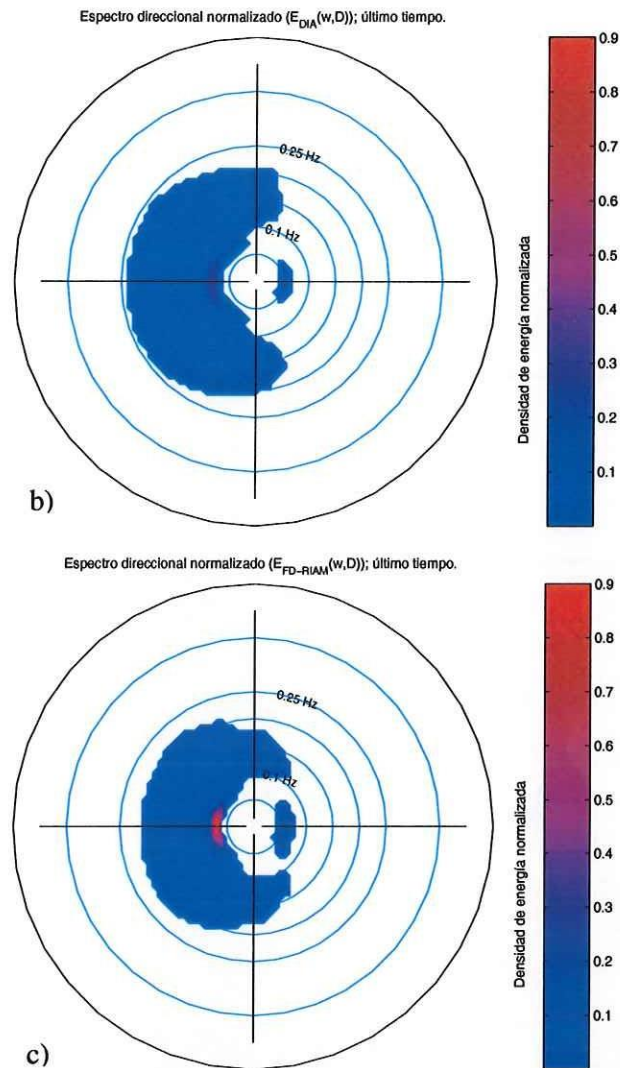 Espectro direccional normalizado (E_DIA(w,D)); último tiempo.
0.25 Hz
0.1 Hz
0.9
0.8
0.7
0.6
0.5
0.4
0.3
0.2
0.1
Densidad de energía normalizada
b)
Espectro direccional normalizado (E_FD-RIAM(w,D)); último tiempo.
0.25 Hz
0.1 Hz
0.9
0.8
0.7
0.6
0.5
0.4
0.3
0.2
0.1
Densidad de energía normalizada
c)